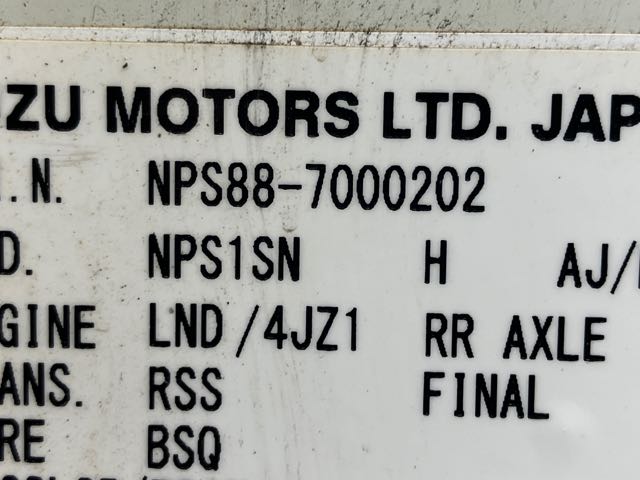 ZU MOTORS LTD. JAP
.N. NPS88-7000202
D. NPS1SN H AJ/
GINE LND/4JZ1 RR AXLE
ANS. RSS FINAL
RE BSQ